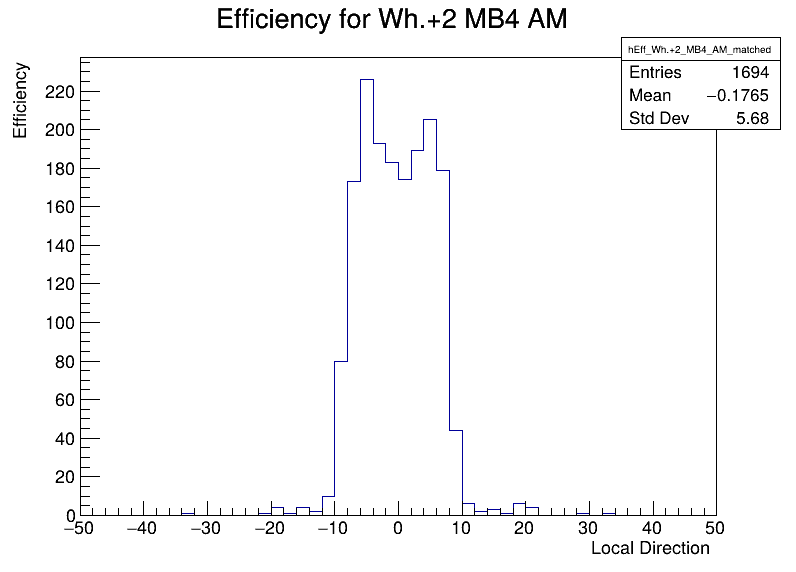 Efficiency for Wh.+2 MB4 AM
hEff_Wh.+2_MB4_AM_matched
Entries 1694
Mean −0.1765
Std Dev 5.68
Efficiency
220
200
180
160
140
120
100
80
60
40
20
0
−50 −40 −30 −20 −10 0 10 20 30 40 50
Local Direction